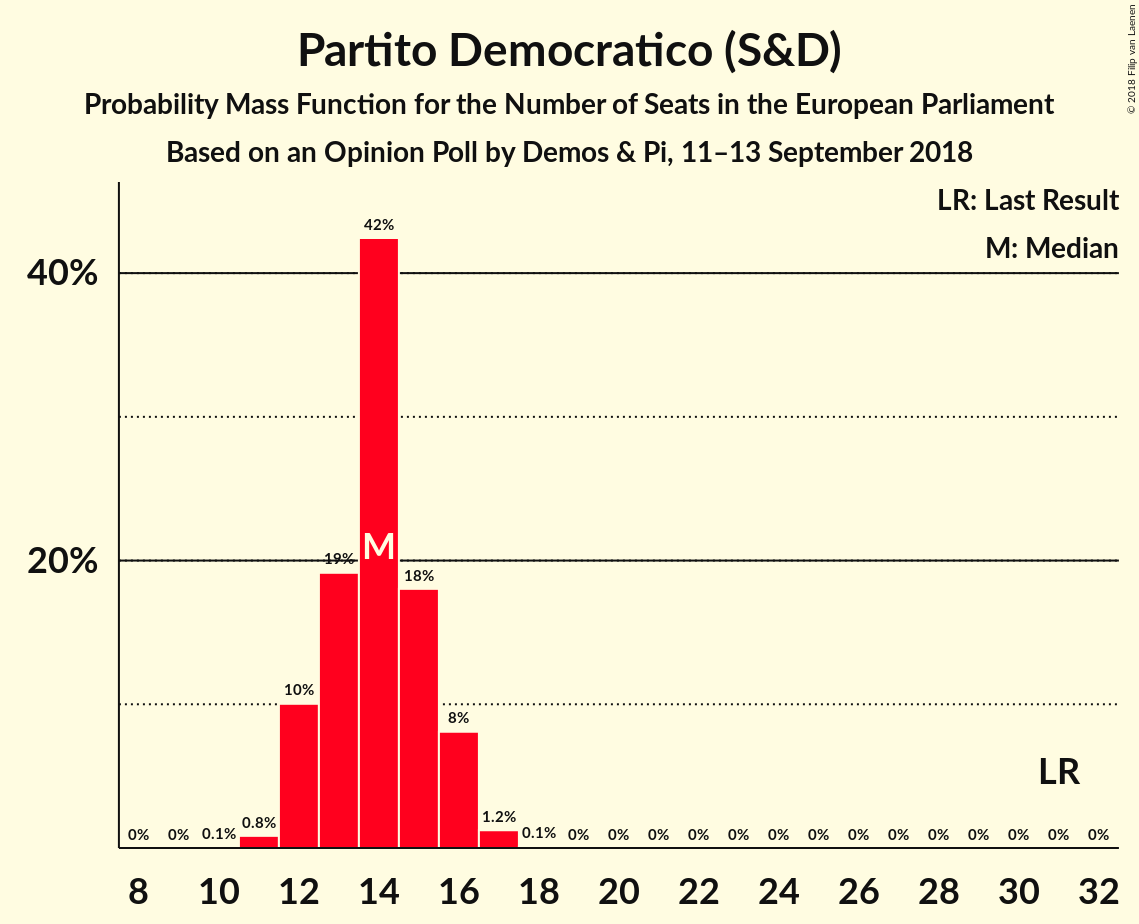 Partito Democratico (S&D)
Probability Mass Function for the Number of Seats in the European Parliament
Based on an Opinion Poll by Demos & Pi, 11–13 September 2018
© 2018 Filip van Laenen
LR: Last Result
M: Median
40%
20%
0% 0% 0.1% 0.8% 10% 19% 42% 18% 8% 1.2% 0.1% 0% 0% 0% 0% 0% 0% 0% 0% 0% 0% 0% 0% 0% 0%
M
LR
8 10 12 14 16 18 20 22 24 26 28 30 32